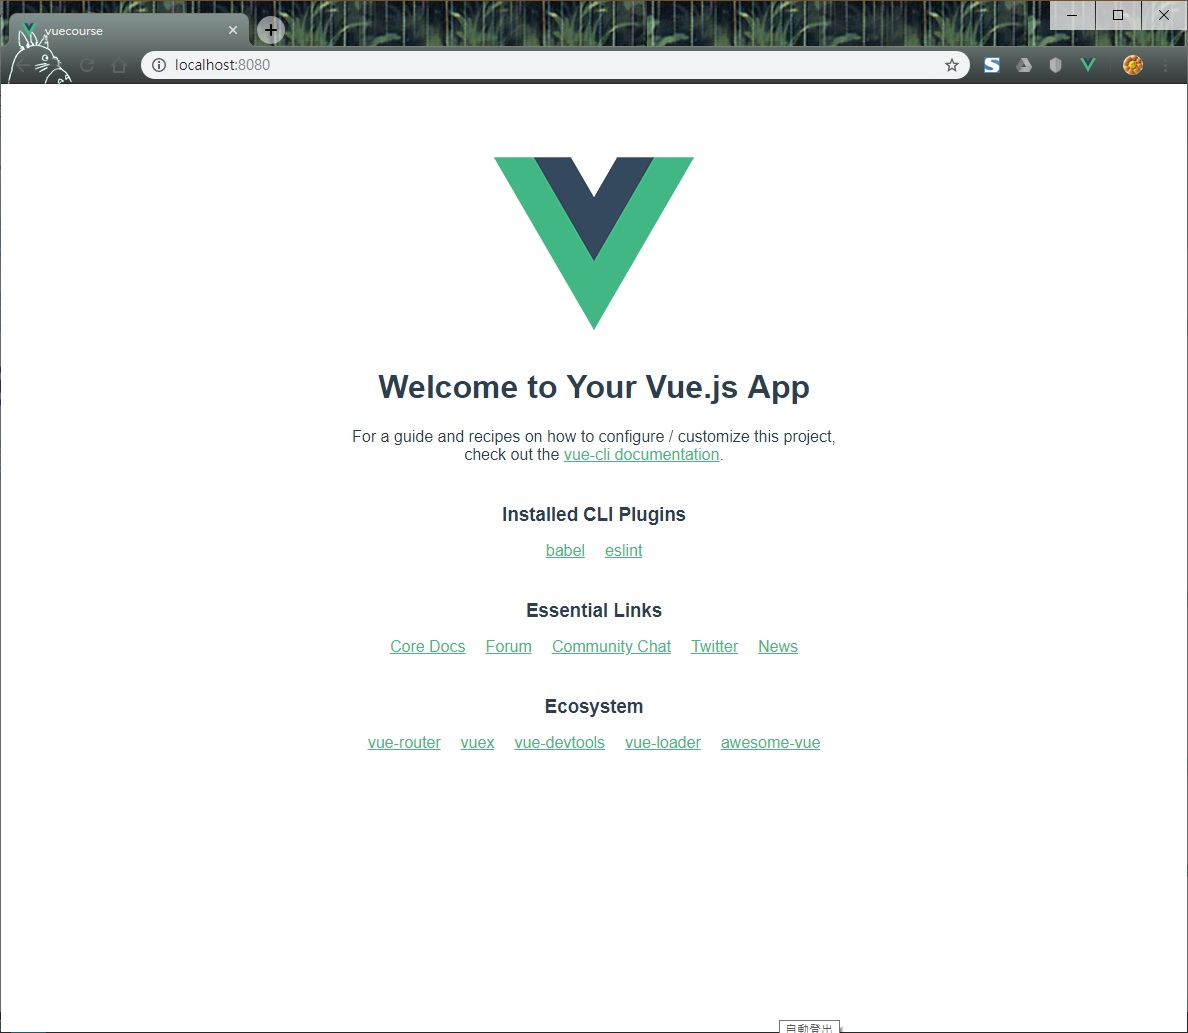 vuecourse
localhost:8080
Welcome to Your Vue.js App
For a guide and recipes on how to configure / customize this project,
check out the vue-cli documentation.
Installed CLI Plugins
babel eslint
Essential Links
Core Docs Forum Community Chat Twitter News
Ecosystem
vue-router vuex vue-devtools vue-loader awesome-vue
自動登出